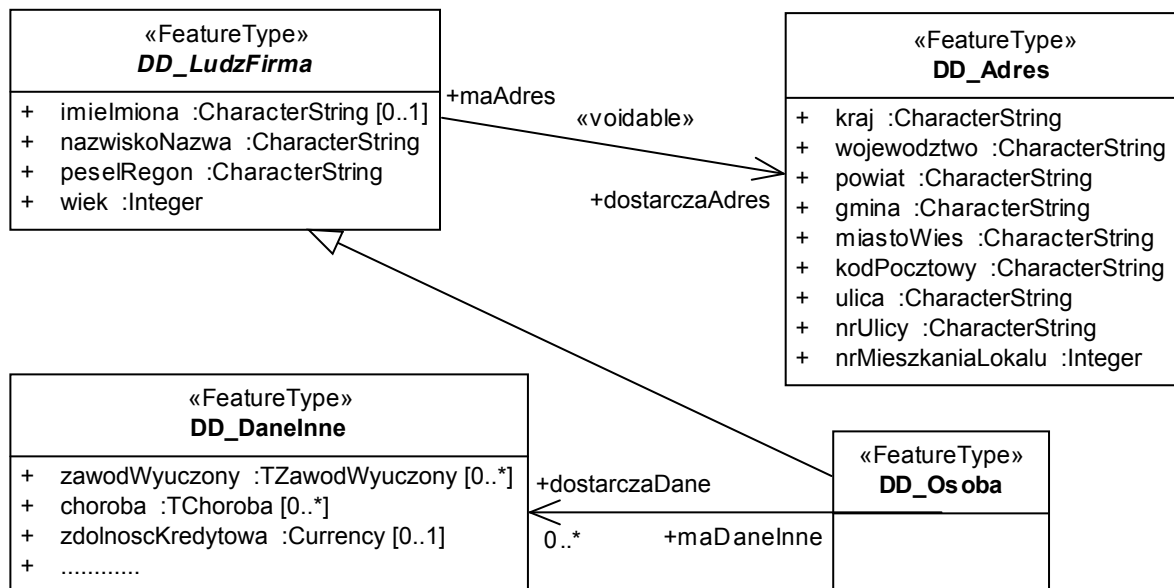 «FeatureType»
DD_LudzFirma
+ imieImiona :CharacterString [0..1]
+ nazwiskoNazwa :CharacterString
+ peselRegon :CharacterString
+ wiek :Integer
+maAdres
«voidable»
+dostarczaAdres
«FeatureType»
DD_Adres
+ kraj :CharacterString
+ wojewodztwo :CharacterString
+ powiat :CharacterString
+ gmina :CharacterString
+ miastoWies :CharacterString
+ kodPocztowy :CharacterString
+ ulica :CharacterString
+ nrUlicy :CharacterString
+ nrMieszkaniaLokalu :Integer
«FeatureType»
DD_DaneInne
+ zawodWyuczony :TZawodWyuczony [0..*]
+ choroba :TChoroba [0..*]
+ zdolnoscKredytowa :Currency [0..1]
+ ............
+dostarczaDane
0..*
+maDaneInne
«FeatureType»
DD_Osoba